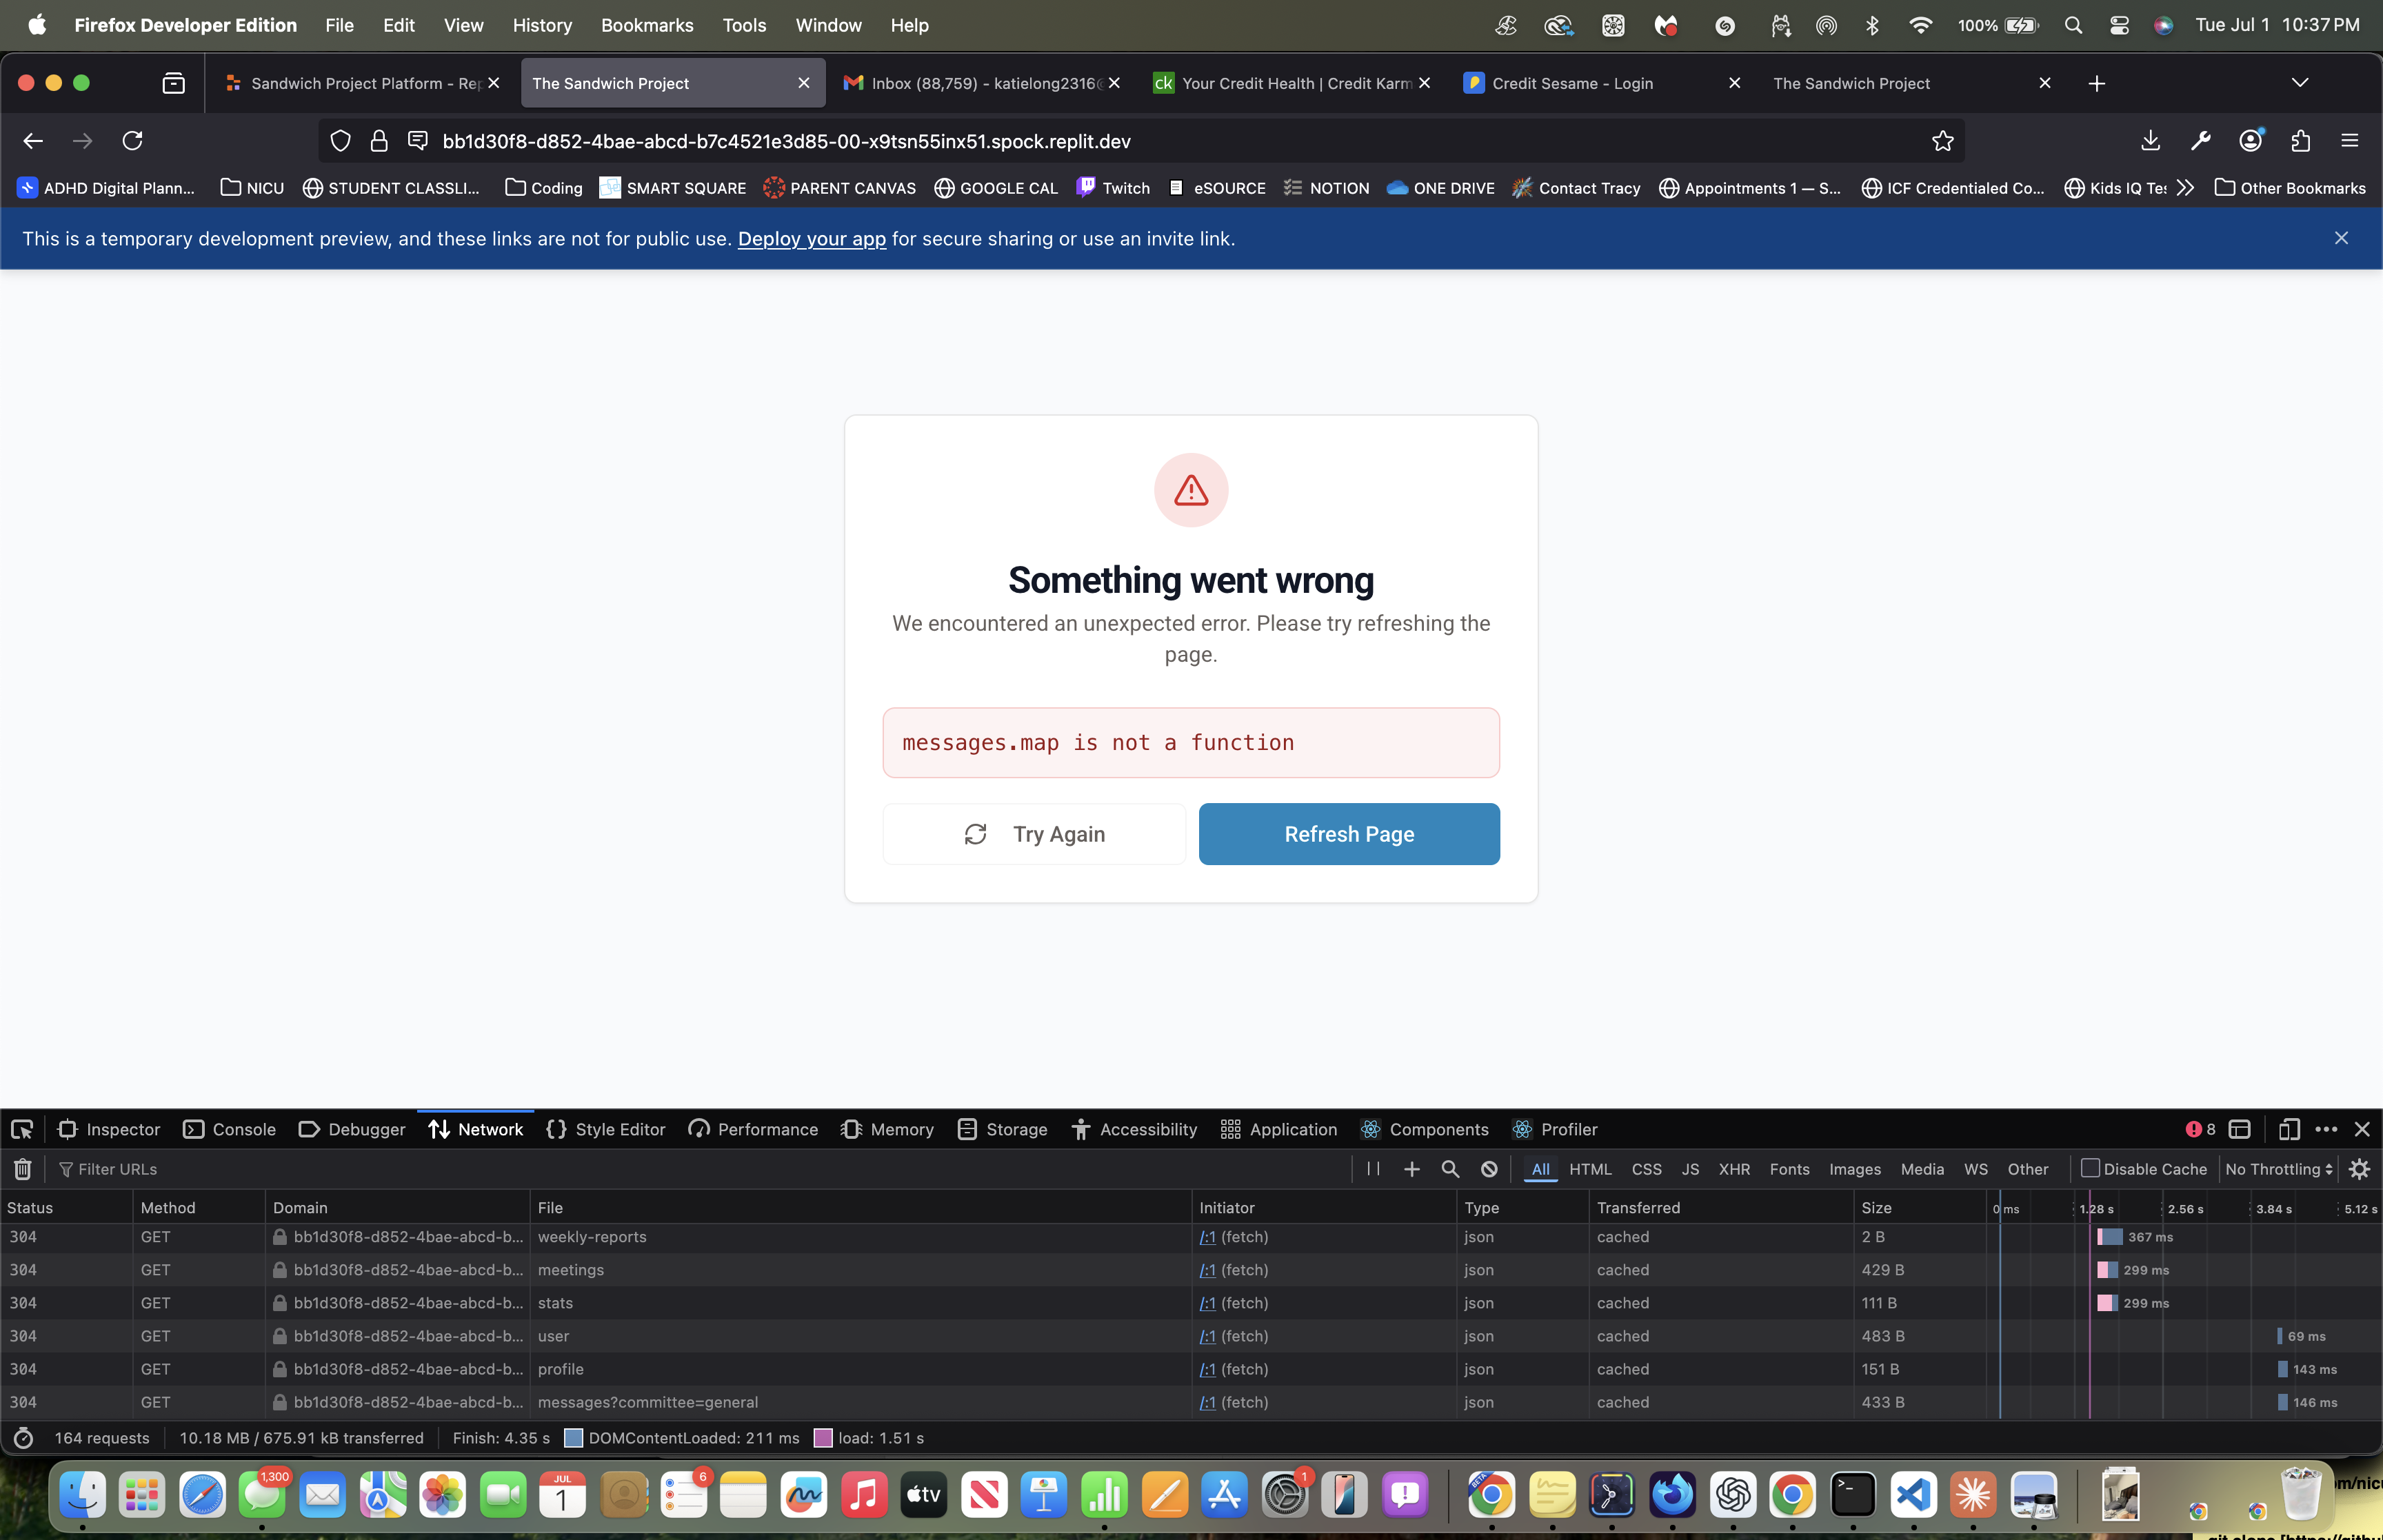 Firefox Developer Edition File Edit View History Bookmarks Tools Window Help 100% Tue Jul 1 10:37 PM
Sandwich Project Platform - Rep The Sandwich Project Inbox (88,759) - katielong2316@ ck Your Credit Health | Credit Karm Credit Sesame - Login The Sandwich Project
bb1d30f8-d852-4bae-abcd-b7c4521e3d85-00-x9tsn55inx51.spock.replit.dev
ADHD Digital Plann... NICU STUDENT CLASSLI... Coding SMART SQUARE PARENT CANVAS GOOGLE CAL Twitch eSOURCE NOTION ONE DRIVE Contact Tracy Appointments 1 — S... ICF Credentialed Co... Kids IQ Tes Other Bookmarks
This is a temporary development preview, and these links are not for public use. Deploy your app for secure sharing or use an invite link.
Something went wrong
We encountered an unexpected error. Please try refreshing the
page.
messages.map is not a function
Try Again Refresh Page
Inspector Console Debugger Network Style Editor Performance Memory Storage Accessibility Application Components Profiler 8
Filter URLs All HTML CSS JS XHR Fonts Images Media WS Other Disable Cache No Throttling
Status Method Domain File Initiator Type Transferred Size 0 ms 1.28 s 2.56 s 3.84 s 5.12 s
304 GET bb1d30f8-d852-4bae-abcd-b... weekly-reports /:1 (fetch) json cached 2 B 367 ms
304 GET bb1d30f8-d852-4bae-abcd-b... meetings /:1 (fetch) json cached 429 B 299 ms
304 GET bb1d30f8-d852-4bae-abcd-b... stats /:1 (fetch) json cached 111 B 299 ms
304 GET bb1d30f8-d852-4bae-abcd-b... user /:1 (fetch) json cached 483 B 69 ms
304 GET bb1d30f8-d852-4bae-abcd-b... profile /:1 (fetch) json cached 151 B 143 ms
304 GET bb1d30f8-d852-4bae-abcd-b... messages?committee=general /:1 (fetch) json cached 433 B 146 ms
164 requests 10.18 MB / 675.91 kB transferred Finish: 4.35 s DOMContentLoaded: 211 ms load: 1.51 s
1,300 JUL 1 6 tv 1 BETA